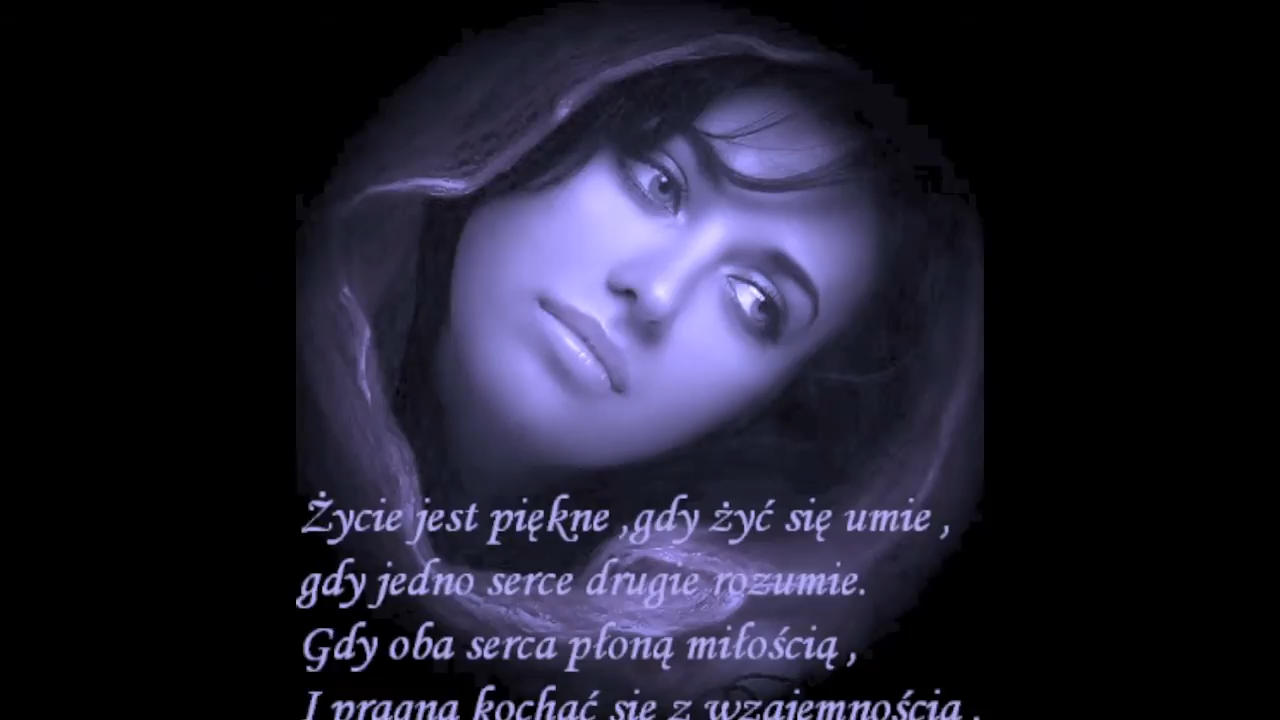 Życie jest piękne ,gdy żyć się umie ,
gdy jedno serce drugie rozumie.
Gdy oba serca płoną miłością ,
I pragną kochać się z wzajemnością .